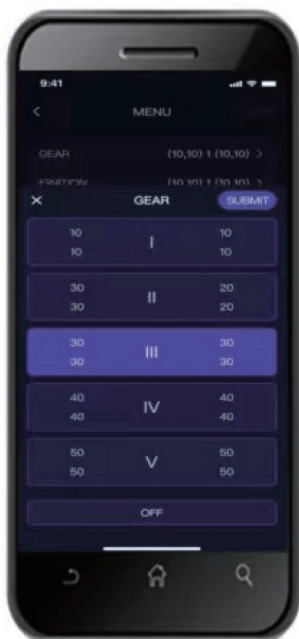 9:41
MENU
GEAR (10,10) 1 (10,10) >
IGNITION (10,10) 1 (10,10) >
× GEAR SUBMIT
10 10
I
10 10
30 20
II
30 20
30 30
III
30 30
40 40
IV
40 40
50 50
V
50 50
OFF